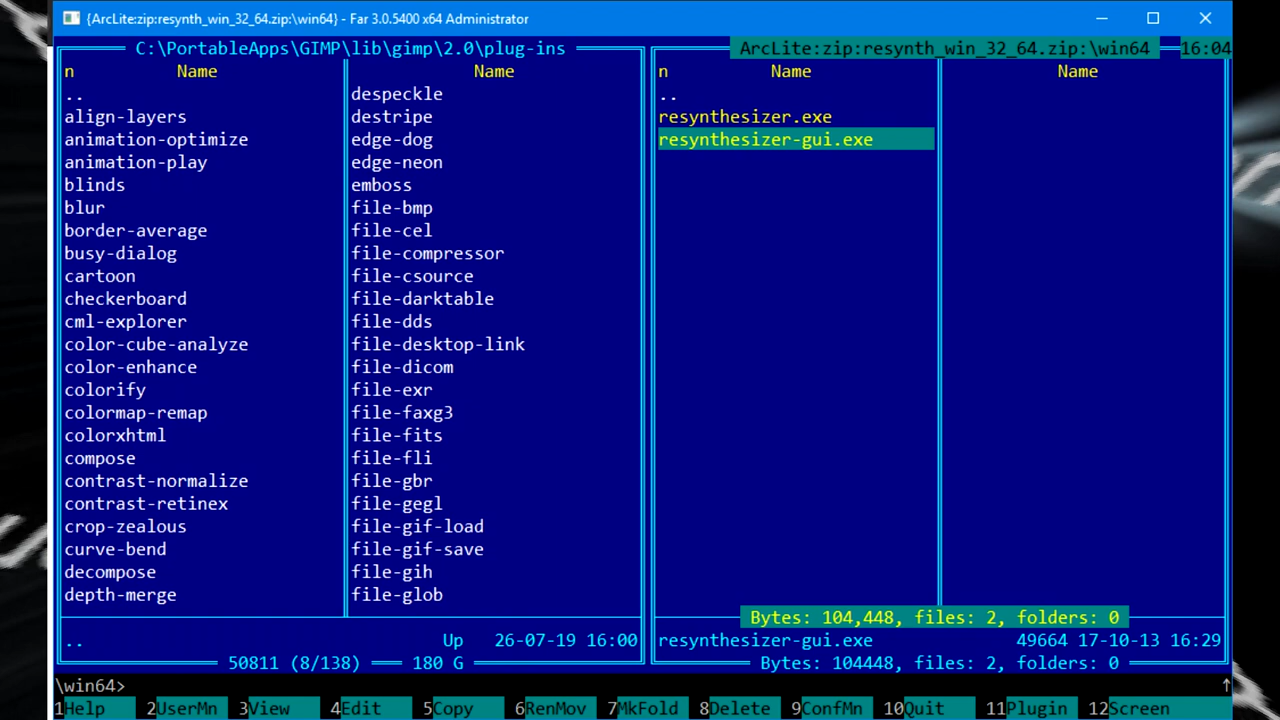 {ArcLite:zip:resynth_win_32_64.zip:\win64} - Far 3.0.5400 x64 Administrator
C:\PortableApps\GIMP\lib\gimp\2.0\plug-ins
n Name Name
..
align-layers
animation-optimize
animation-play
blinds
blur
border-average
busy-dialog
cartoon
checkerboard
cml-explorer
color-cube-analyze
color-enhance
colorify
colormap-remap
colorxhtml
compose
contrast-normalize
contrast-retinex
crop-zealous
curve-bend
decompose
depth-merge
despeckle
destripe
edge-dog
edge-neon
emboss
file-bmp
file-cel
file-compressor
file-csource
file-darktable
file-dds
file-desktop-link
file-dicom
file-exr
file-faxg3
file-fits
file-fli
file-gbr
file-gegl
file-gif-load
file-gif-save
file-gih
file-glob
.. Up 26-07-19 16:00
50811 (8/138) 180 G
ArcLite:zip:resynth_win_32_64.zip:\win64 16:04
n Name Name
..
resynthesizer.exe
resynthesizer-gui.exe
Bytes: 104,448, files: 2, folders: 0
resynthesizer-gui.exe 49664 17-10-13 16:29
Bytes: 104448, files: 2, folders: 0
\win64> ↑
1Help 2UserMn 3View 4Edit 5Copy 6RenMov 7MkFold 8Delete 9ConfMn 10Quit 11Plugin 12Screen